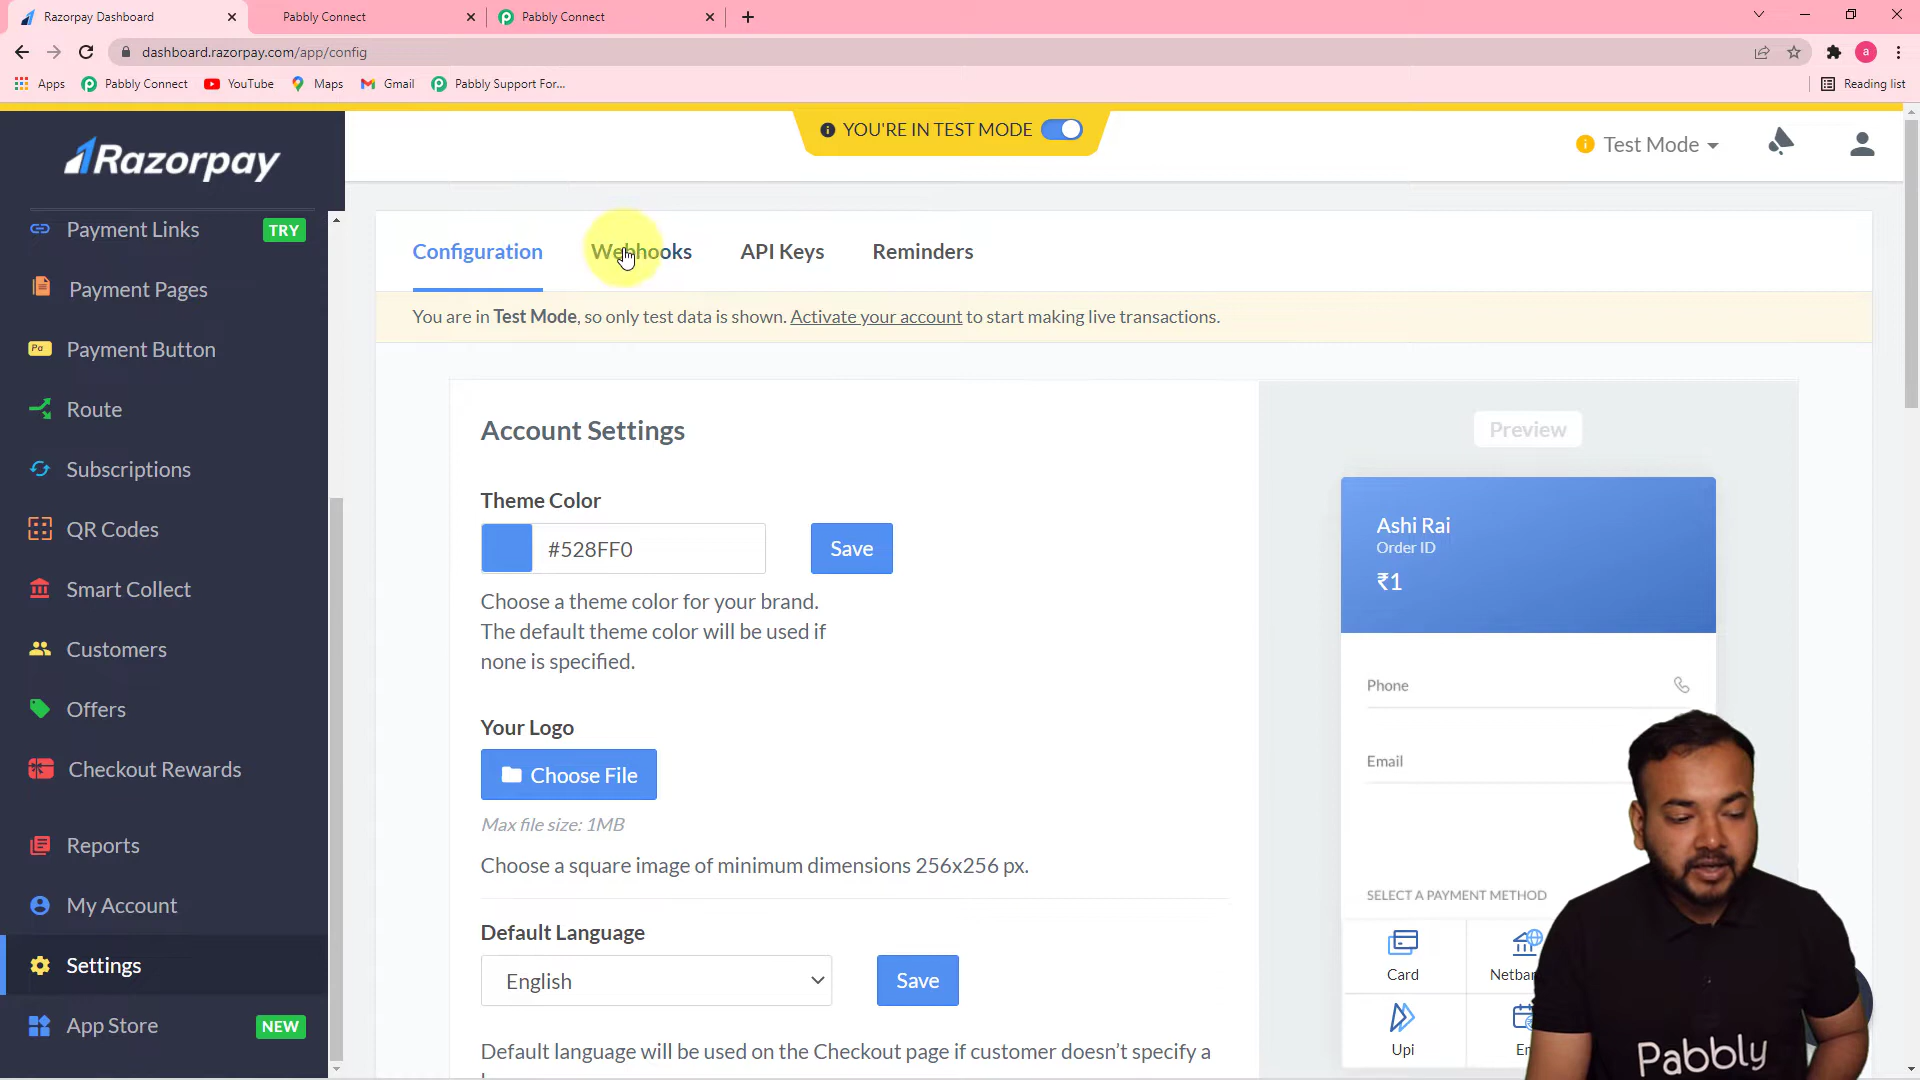 Razorpay Dashboard
Pabbly Connect
Pabbly Connect
dashboard.razorpay.com/app/config
a
Apps
Pabbly Connect
YouTube
Maps
Gmail
Pabbly Support For...
Reading list
Razorpay
YOU'RE IN TEST MODE
Test Mode
Payment Links TRY
Payment Pages
Payment Button
Route
Subscriptions
QR Codes
Smart Collect
Customers
Offers
Checkout Rewards
Reports
My Account
Settings
App Store NEW
Configuration
Webhooks
API Keys
Reminders
You are in Test Mode, so only test data is shown. Activate your account to start making live transactions.
Account Settings
Theme Color
#528FF0
Save
Choose a theme color for your brand.
The default theme color will be used if
none is specified.
Your Logo
Choose File
Max file size: 1MB
Choose a square image of minimum dimensions 256x256 px.
Default Language
English
Save
Default language will be used on the Checkout page if customer doesn't specify a
Preview
Ashi Rai
Order ID
₹1
Phone
Email
SELECT A PAYMENT METHOD
Card
Netban
Upi
Pabbly